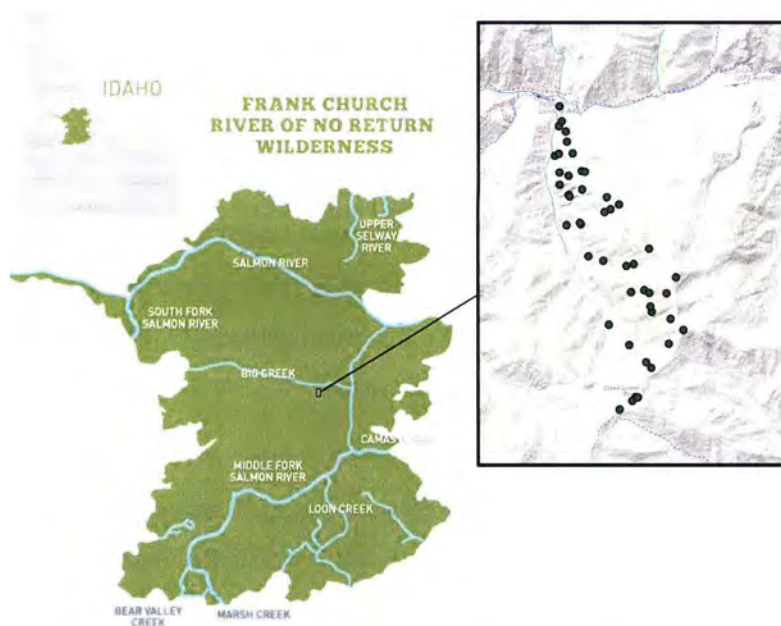 IDAHO
FRANK CHURCH
RIVER OF NO RETURN
WILDERNESS
UPPER
SELWAY
RIVER
SALMON RIVER
SOUTH FORK
SALMON RIVER
BIG CREEK
MIDDLE FORK
SALMON RIVER
LOON CREEK
BEAR VALLEY
CREEK
MARSH CREEK